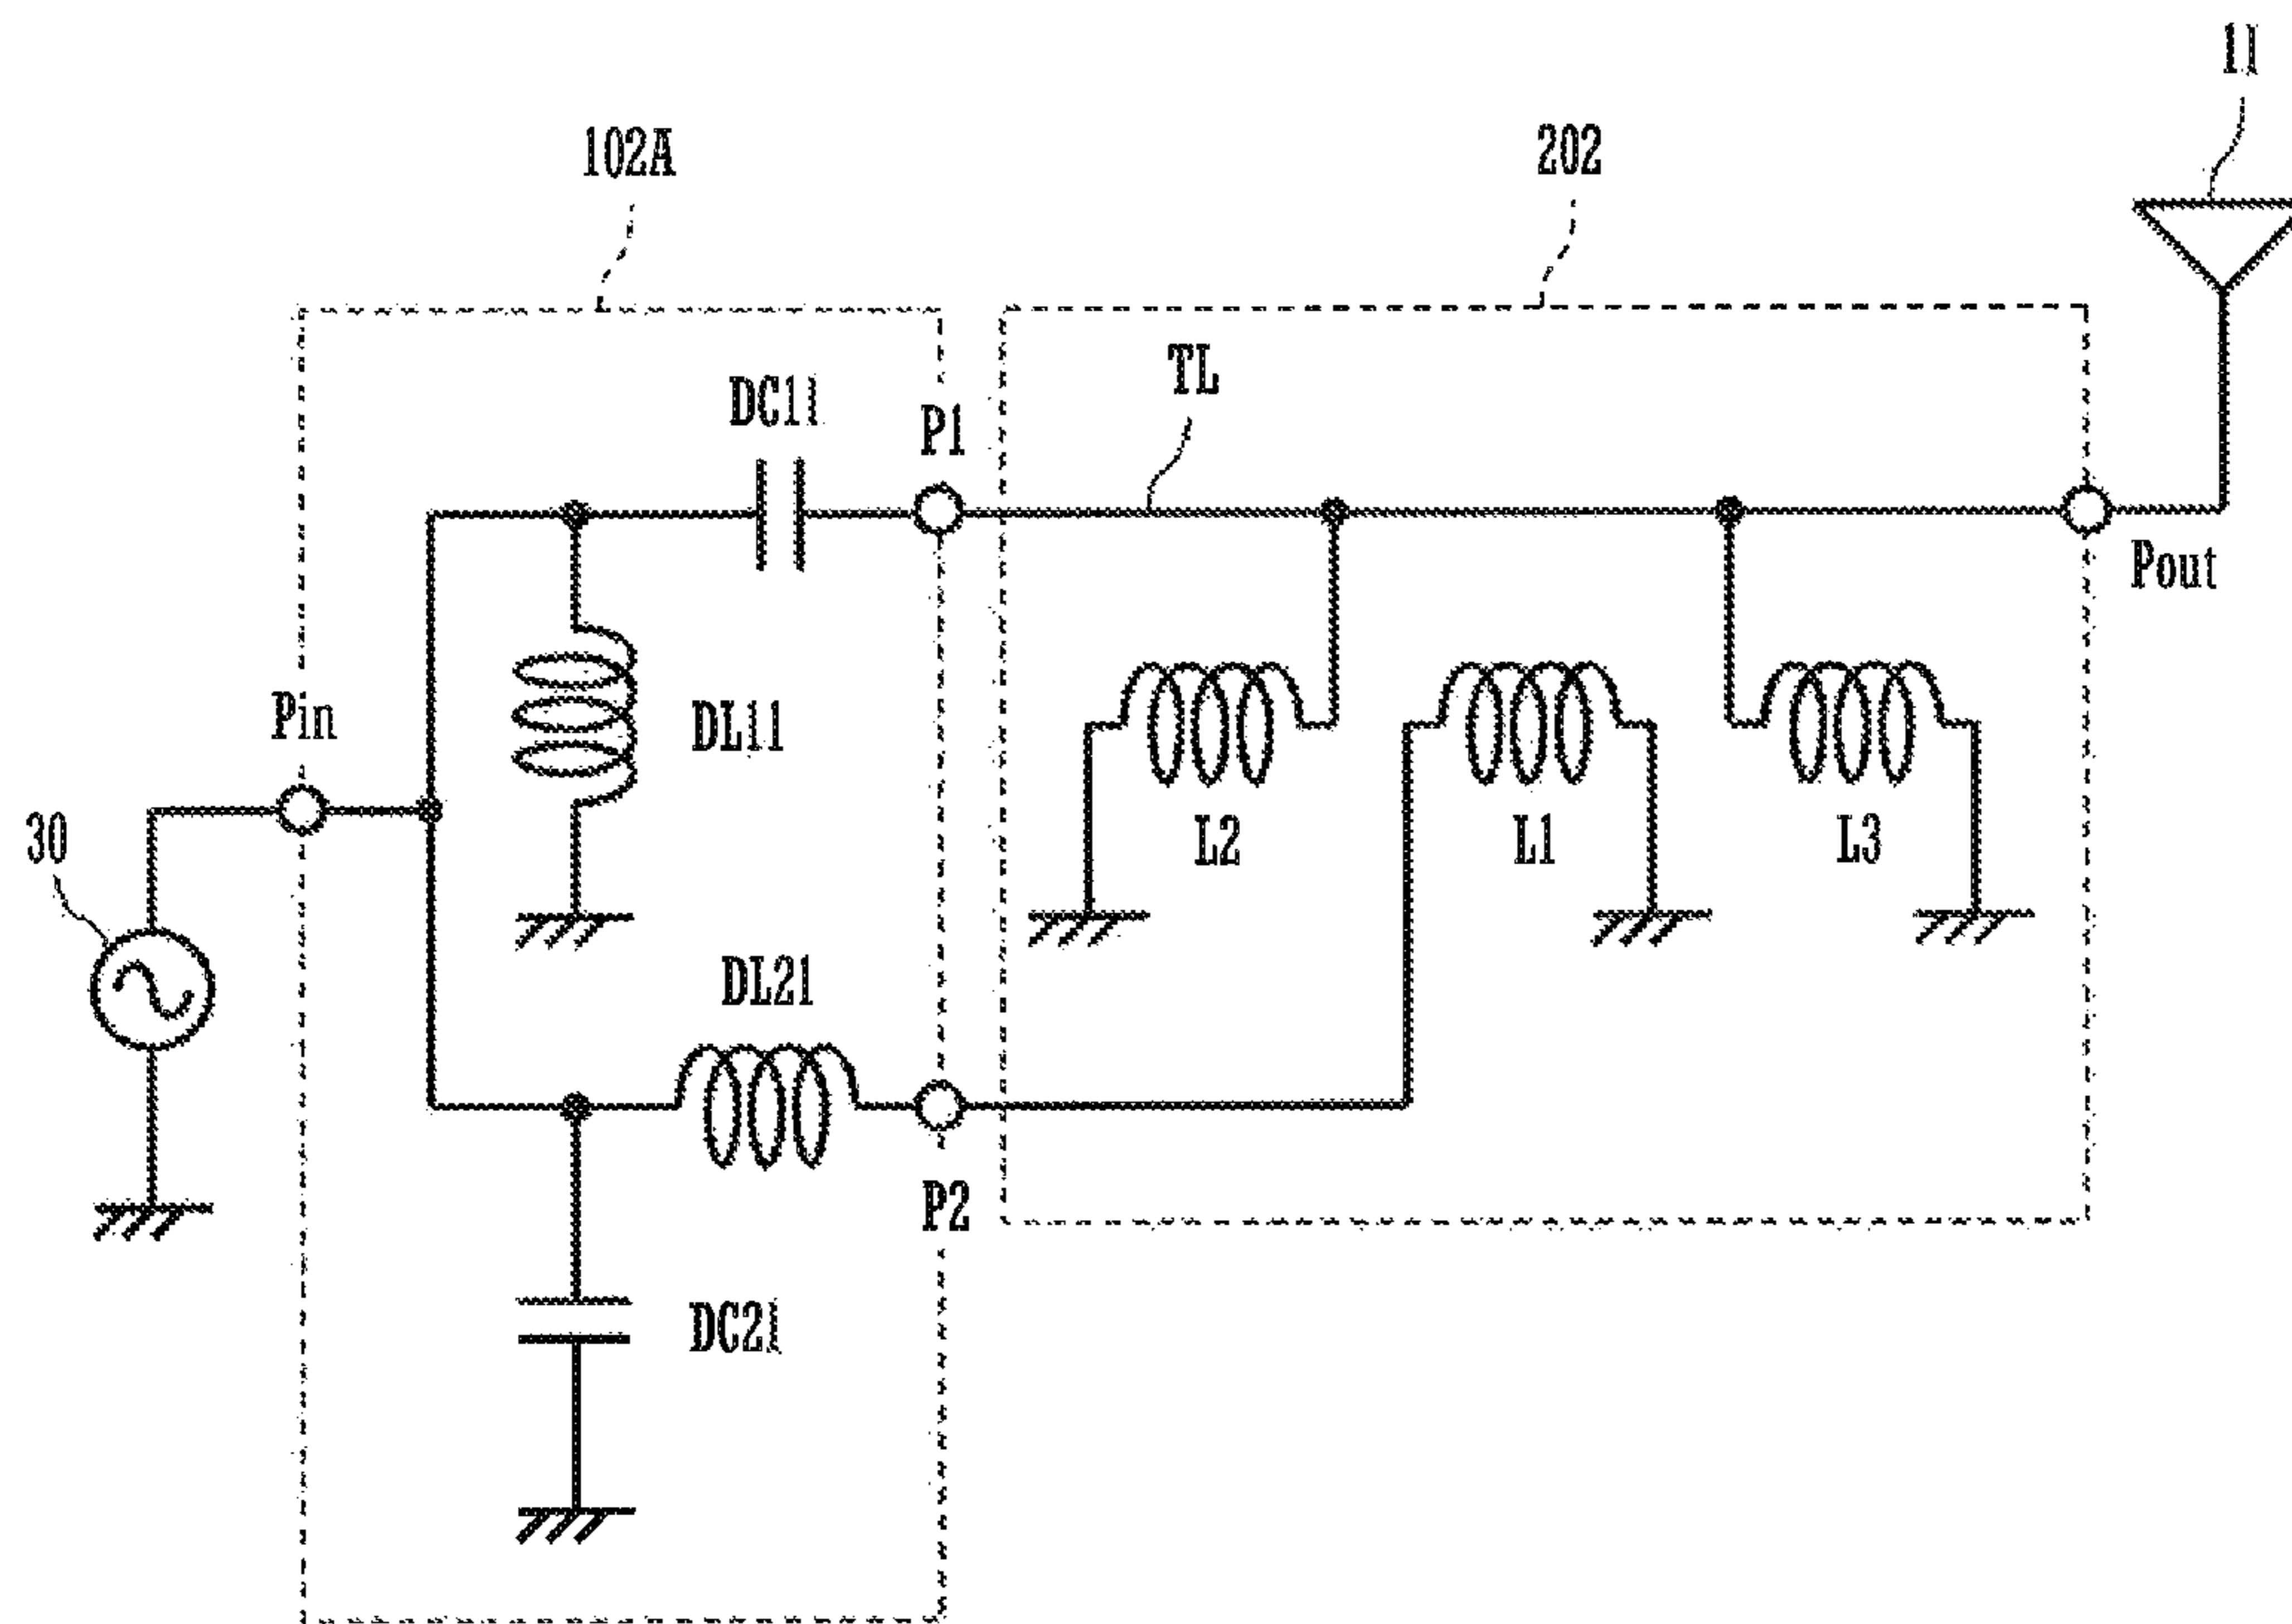 11
102A
202
TL
DC11
P1
Pout
Pin
DL11
30
L2
L1
L3
DL21
P2
DC21